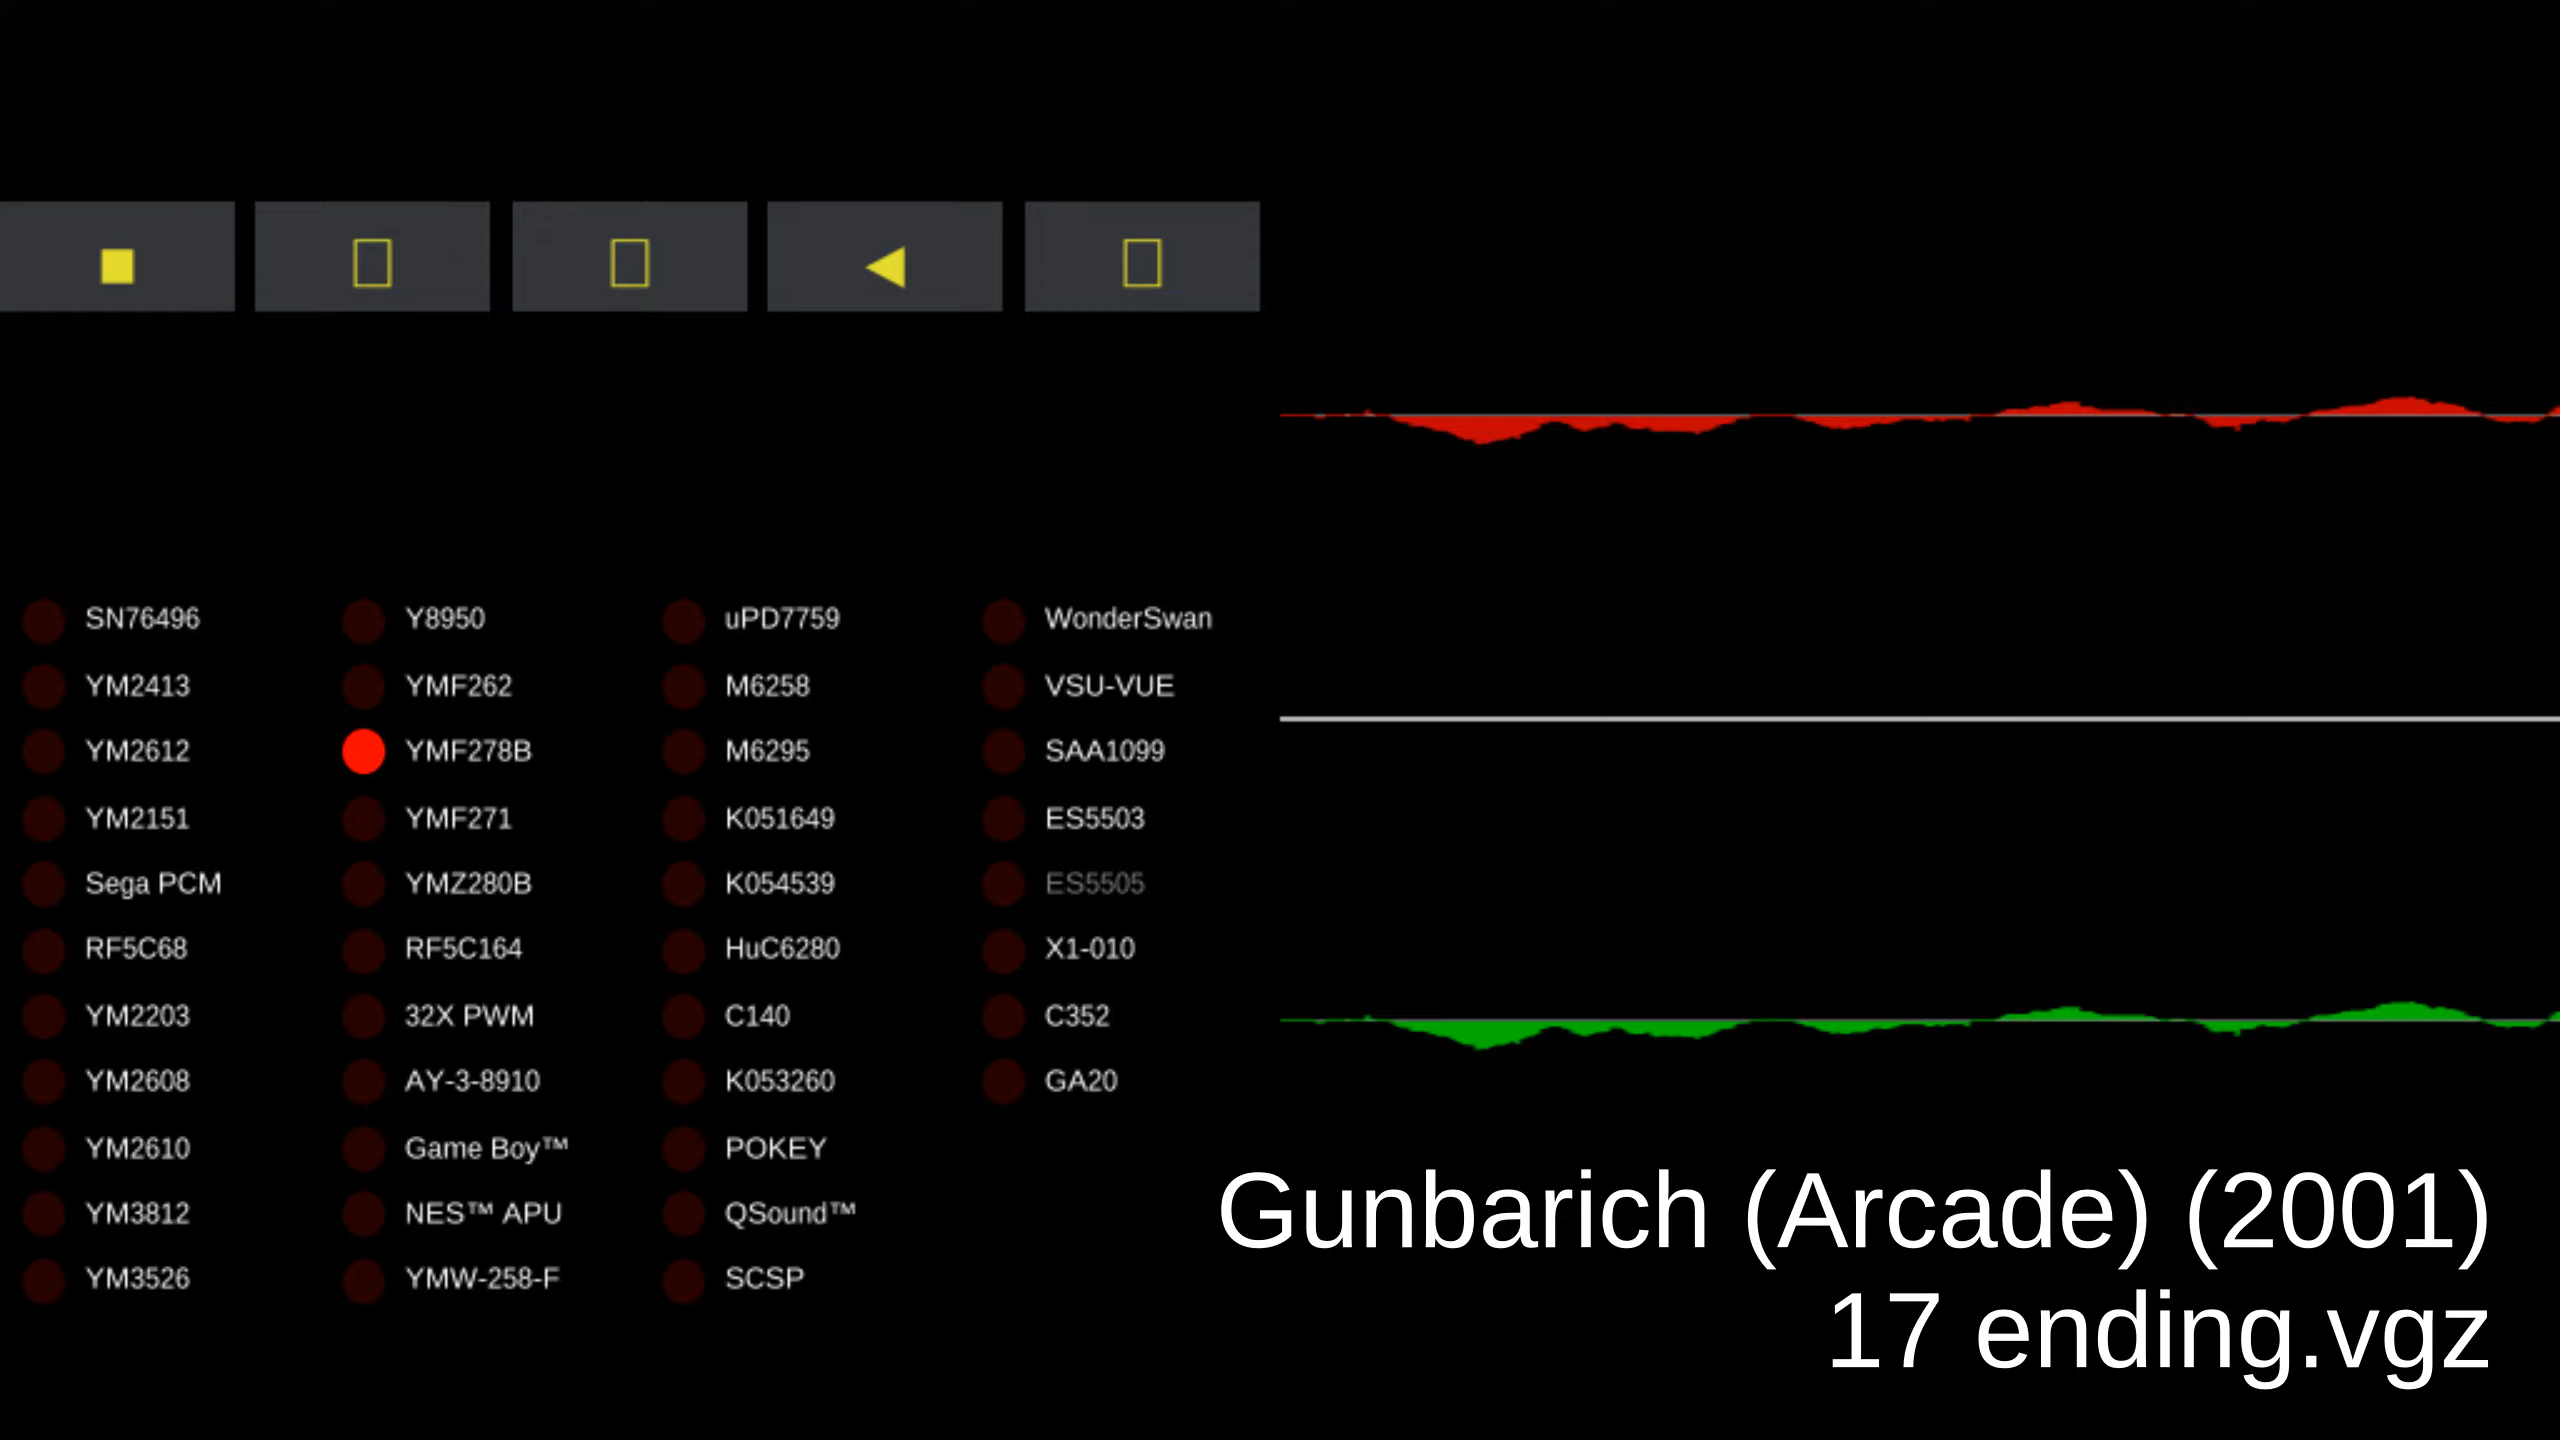 SN76496 Y8950 uPD7759 WonderSwan
YM2413 YMF262 M6258 VSU-VUE
YM2612 YMF278B M6295 SAA1099
YM2151 YMF271 K051649 ES5503
Sega PCM YMZ280B K054539 ES5505
RF5C68 RF5C164 HuC6280 X1-010
YM2203 32X PWM C140 C352
YM2608 AY-3-8910 K053260 GA20
YM2610 Game Boy™ POKEY
YM3812 NES™ APU QSound™
YM3526 YMW-258-F SCSP
Gunbarich (Arcade) (2001)
17 ending.vgz